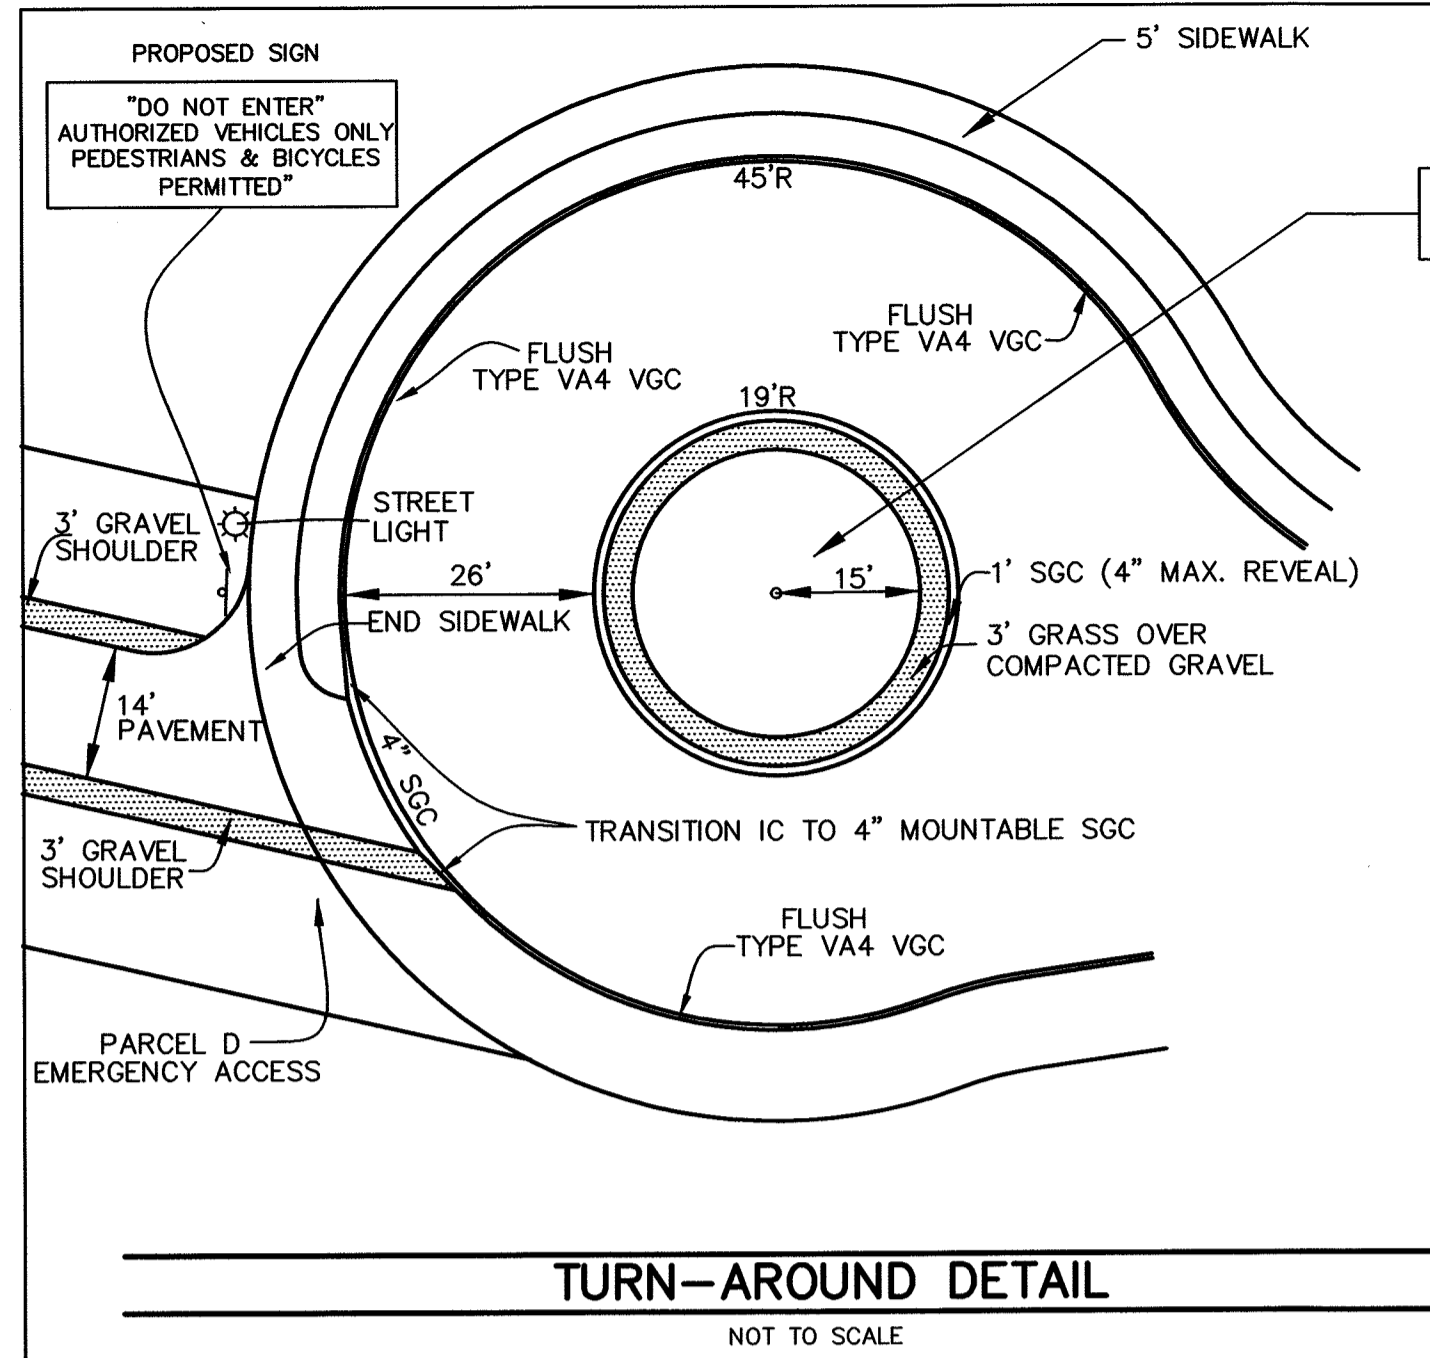 PROPOSED SIGN
"DO NOT ENTER"
AUTHORIZED VEHICLES ONLY
PEDESTRIANS & BICYCLES
PERMITTED"
5' SIDEWALK
45'R
FLUSH
TYPE VA4 VGC
FLUSH
TYPE VA4 VGC
19'R
STREET
LIGHT
3' GRAVEL
SHOULDER
26'
15'
1' SGC (4" MAX. REVEAL)
END SIDEWALK
3' GRASS OVER
COMPACTED GRAVEL
14'
PAVEMENT
4" SGC
TRANSITION IC TO 4" MOUNTABLE SGC
3' GRAVEL
SHOULDER
FLUSH
TYPE VA4 VGC
PARCEL D
EMERGENCY ACCESS
TURN-AROUND DETAIL
NOT TO SCALE